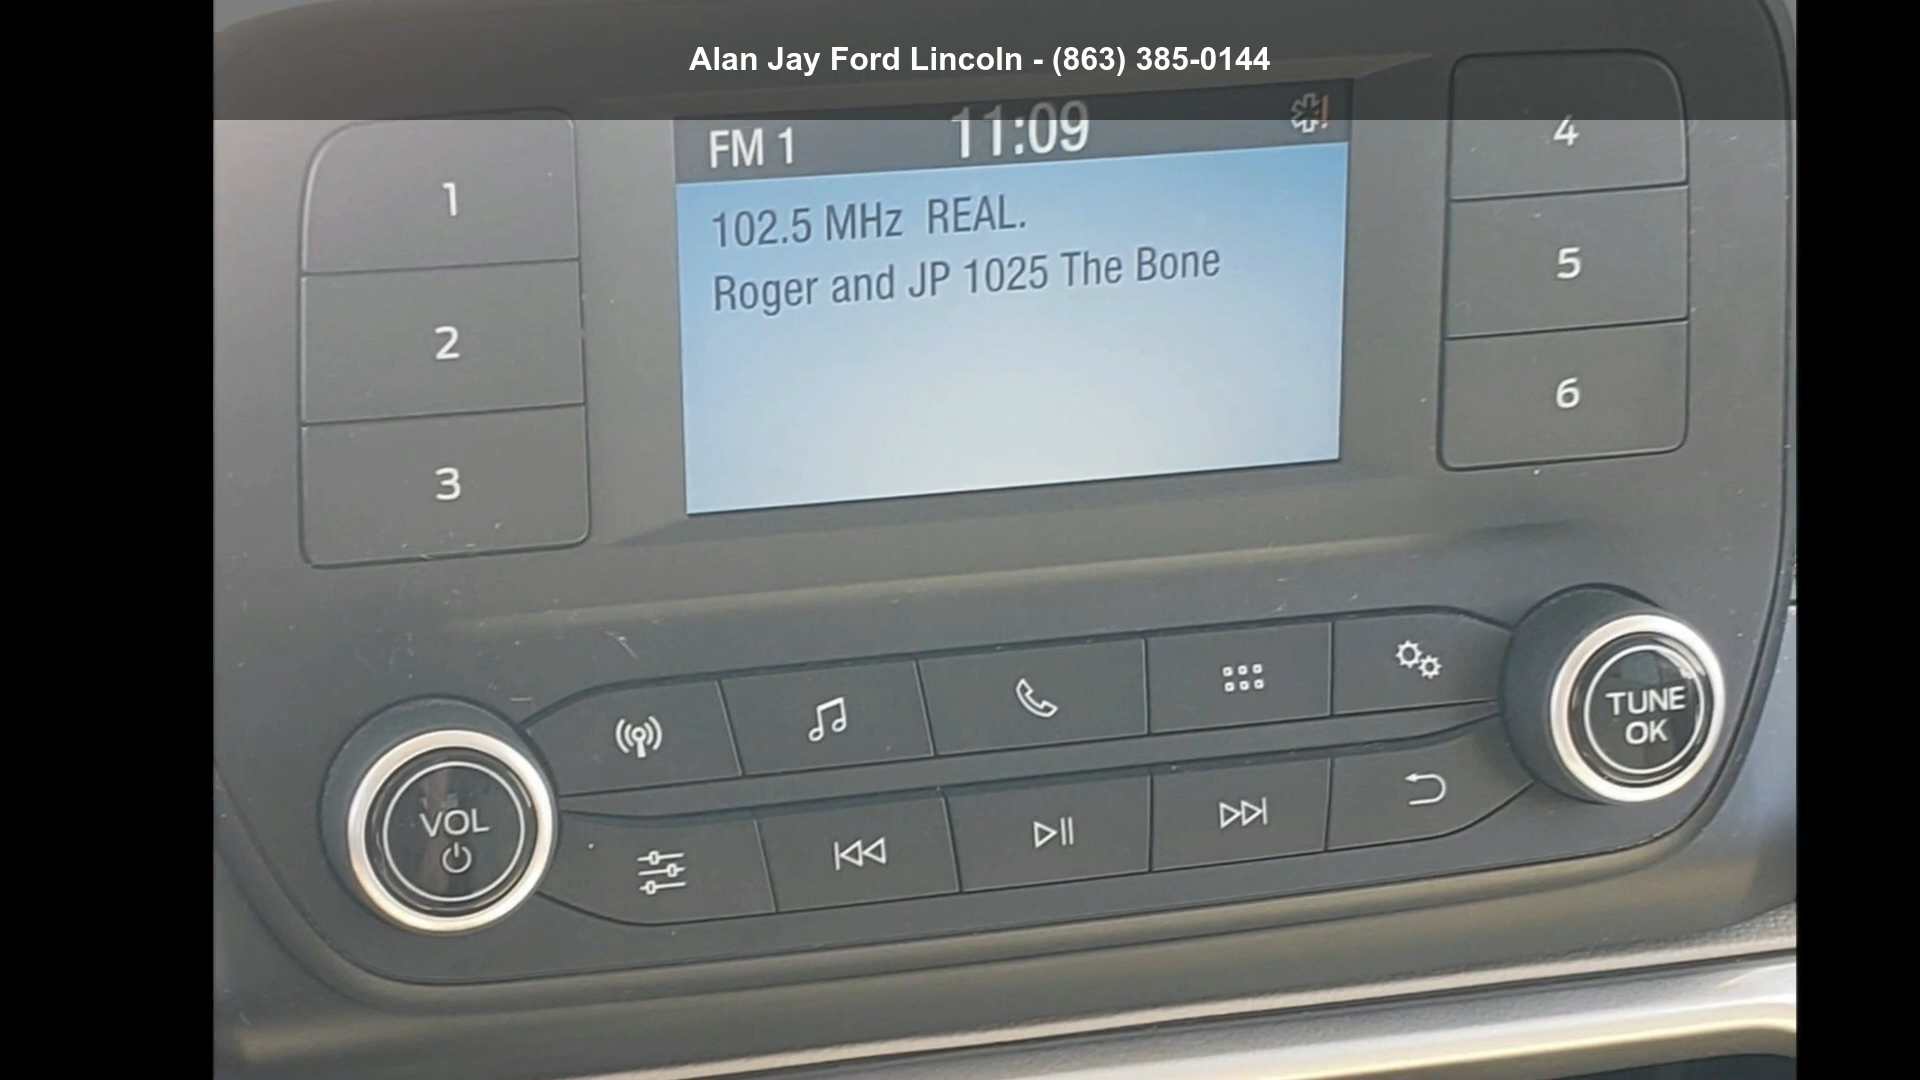 Alan Jay Ford Lincoln - (863) 385-0144
FM 1 11:09
102.5 MHz REAL.
Roger and JP 1025 The Bone
1
2
3
4
5
6
VOL
TUNE
OK